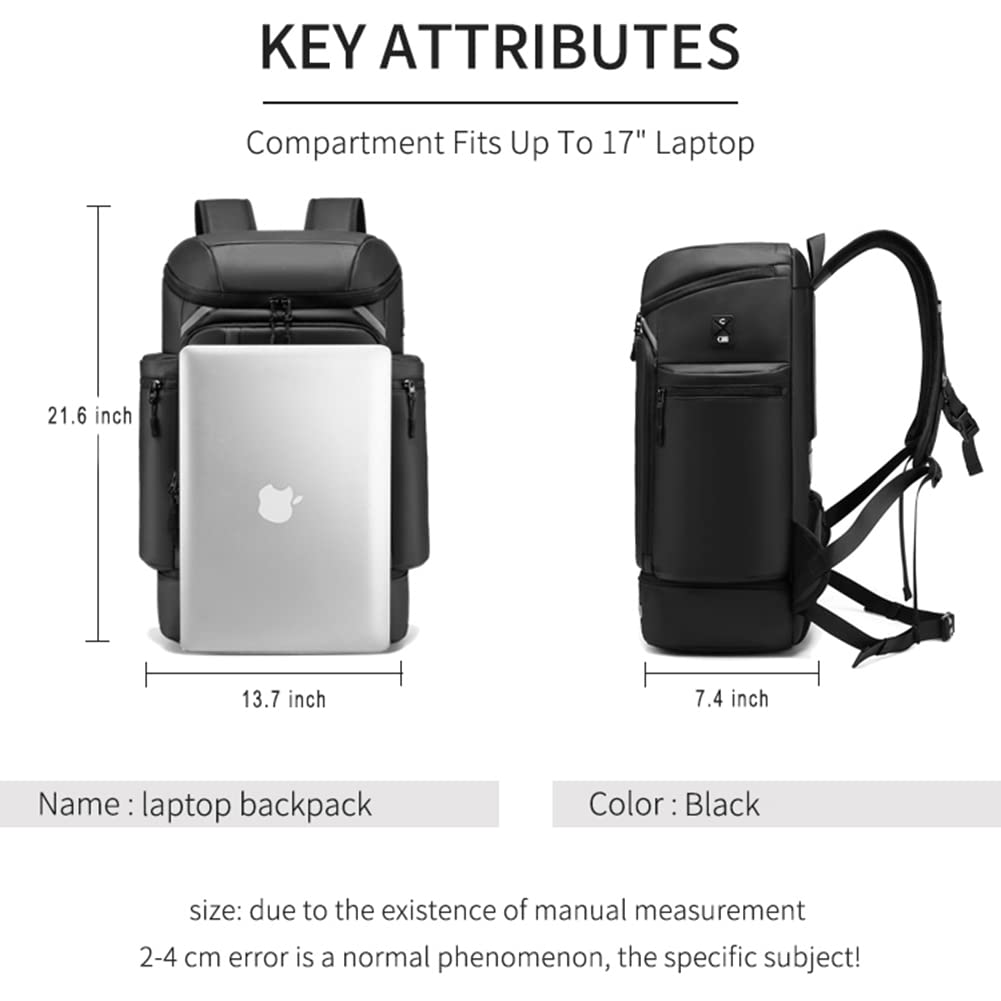 KEY ATTRIBUTES
Compartment Fits Up To 17" Laptop
21.6 inch
13.7 inch
7.4 inch
Name : laptop backpack
Color : Black
size: due to the existence of manual measurement
2-4 cm error is a normal phenomenon, the specific subject!